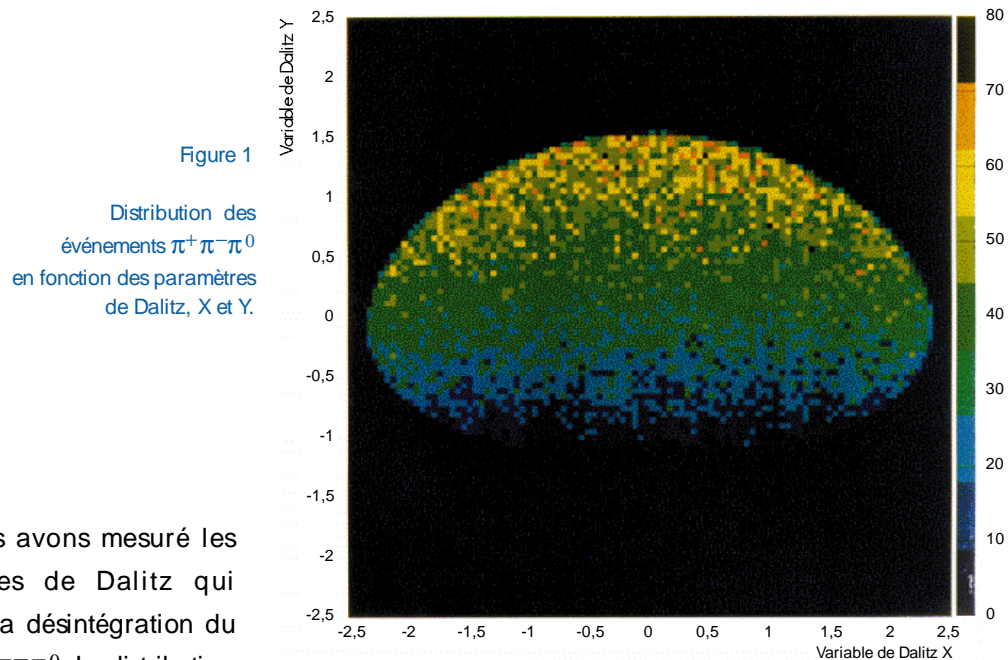 Figure 1
Distribution des
événements π⁺π⁻π⁰
en fonction des paramètres
de Dalitz, X et Y.
s avons mesuré les
es de Dalitz qui
a désintégration du
Variable de Dalitz Y
2,5
2
1,5
1
0,5
0
-0,5
-1
-1,5
-2
-2,5
-2,5 -2 -1,5 -1 -0,5 0 0,5 1 1,5 2 2,5
Variable de Dalitz X
80
70
60
50
40
30
20
10
0